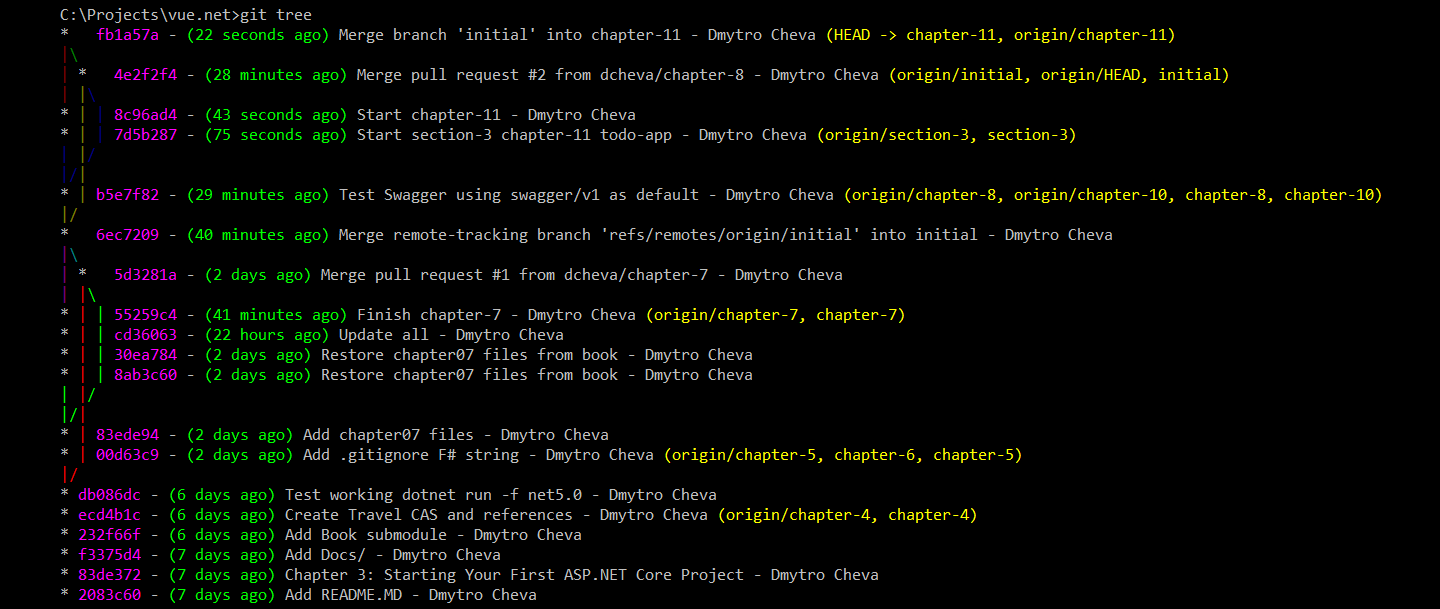 C:\Projects\vue.net>git tree
*   fb1a57a - (22 seconds ago) Merge branch 'initial' into chapter-11 - Dmytro Cheva (HEAD -> chapter-11, origin/chapter-11)
|\
| *   4e2f2f4 - (28 minutes ago) Merge pull request #2 from dcheva/chapter-8 - Dmytro Cheva (origin/initial, origin/HEAD, initial)
| |\
* | | 8c96ad4 - (43 seconds ago) Start chapter-11 - Dmytro Cheva
* | | 7d5b287 - (75 seconds ago) Start section-3 chapter-11 todo-app - Dmytro Cheva (origin/section-3, section-3)
| |/
|/|
* | b5e7f82 - (29 minutes ago) Test Swagger using swagger/v1 as default - Dmytro Cheva (origin/chapter-8, origin/chapter-10, chapter-8, chapter-10)
|/
*   6ec7209 - (40 minutes ago) Merge remote-tracking branch 'refs/remotes/origin/initial' into initial - Dmytro Cheva
|\
| *   5d3281a - (2 days ago) Merge pull request #1 from dcheva/chapter-7 - Dmytro Cheva
| |\
* | | 55259c4 - (41 minutes ago) Finish chapter-7 - Dmytro Cheva (origin/chapter-7, chapter-7)
* | | cd36063 - (22 hours ago) Update all - Dmytro Cheva
* | | 30ea784 - (2 days ago) Restore chapter07 files from book - Dmytro Cheva
* | | 8ab3c60 - (2 days ago) Restore chapter07 files from book - Dmytro Cheva
| |/
|/|
* | 83ede94 - (2 days ago) Add chapter07 files - Dmytro Cheva
* | 00d63c9 - (2 days ago) Add .gitignore F# string - Dmytro Cheva (origin/chapter-5, chapter-6, chapter-5)
|/
* db086dc - (6 days ago) Test working dotnet run -f net5.0 - Dmytro Cheva
* ecd4b1c - (6 days ago) Create Travel CAS and references - Dmytro Cheva (origin/chapter-4, chapter-4)
* 232f66f - (6 days ago) Add Book submodule - Dmytro Cheva
* f3375d4 - (7 days ago) Add Docs/ - Dmytro Cheva
* 83de372 - (7 days ago) Chapter 3: Starting Your First ASP.NET Core Project - Dmytro Cheva
* 2083c60 - (7 days ago) Add README.MD - Dmytro Cheva